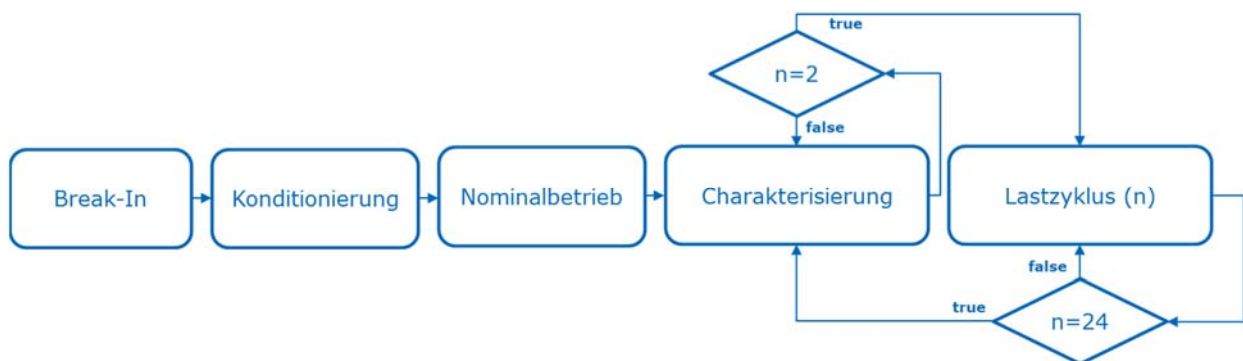 true
n=2
false
Break-In
Konditionierung
Nominalbetrieb
Charakterisierung
Lastzyklus (n)
false
true
n=24